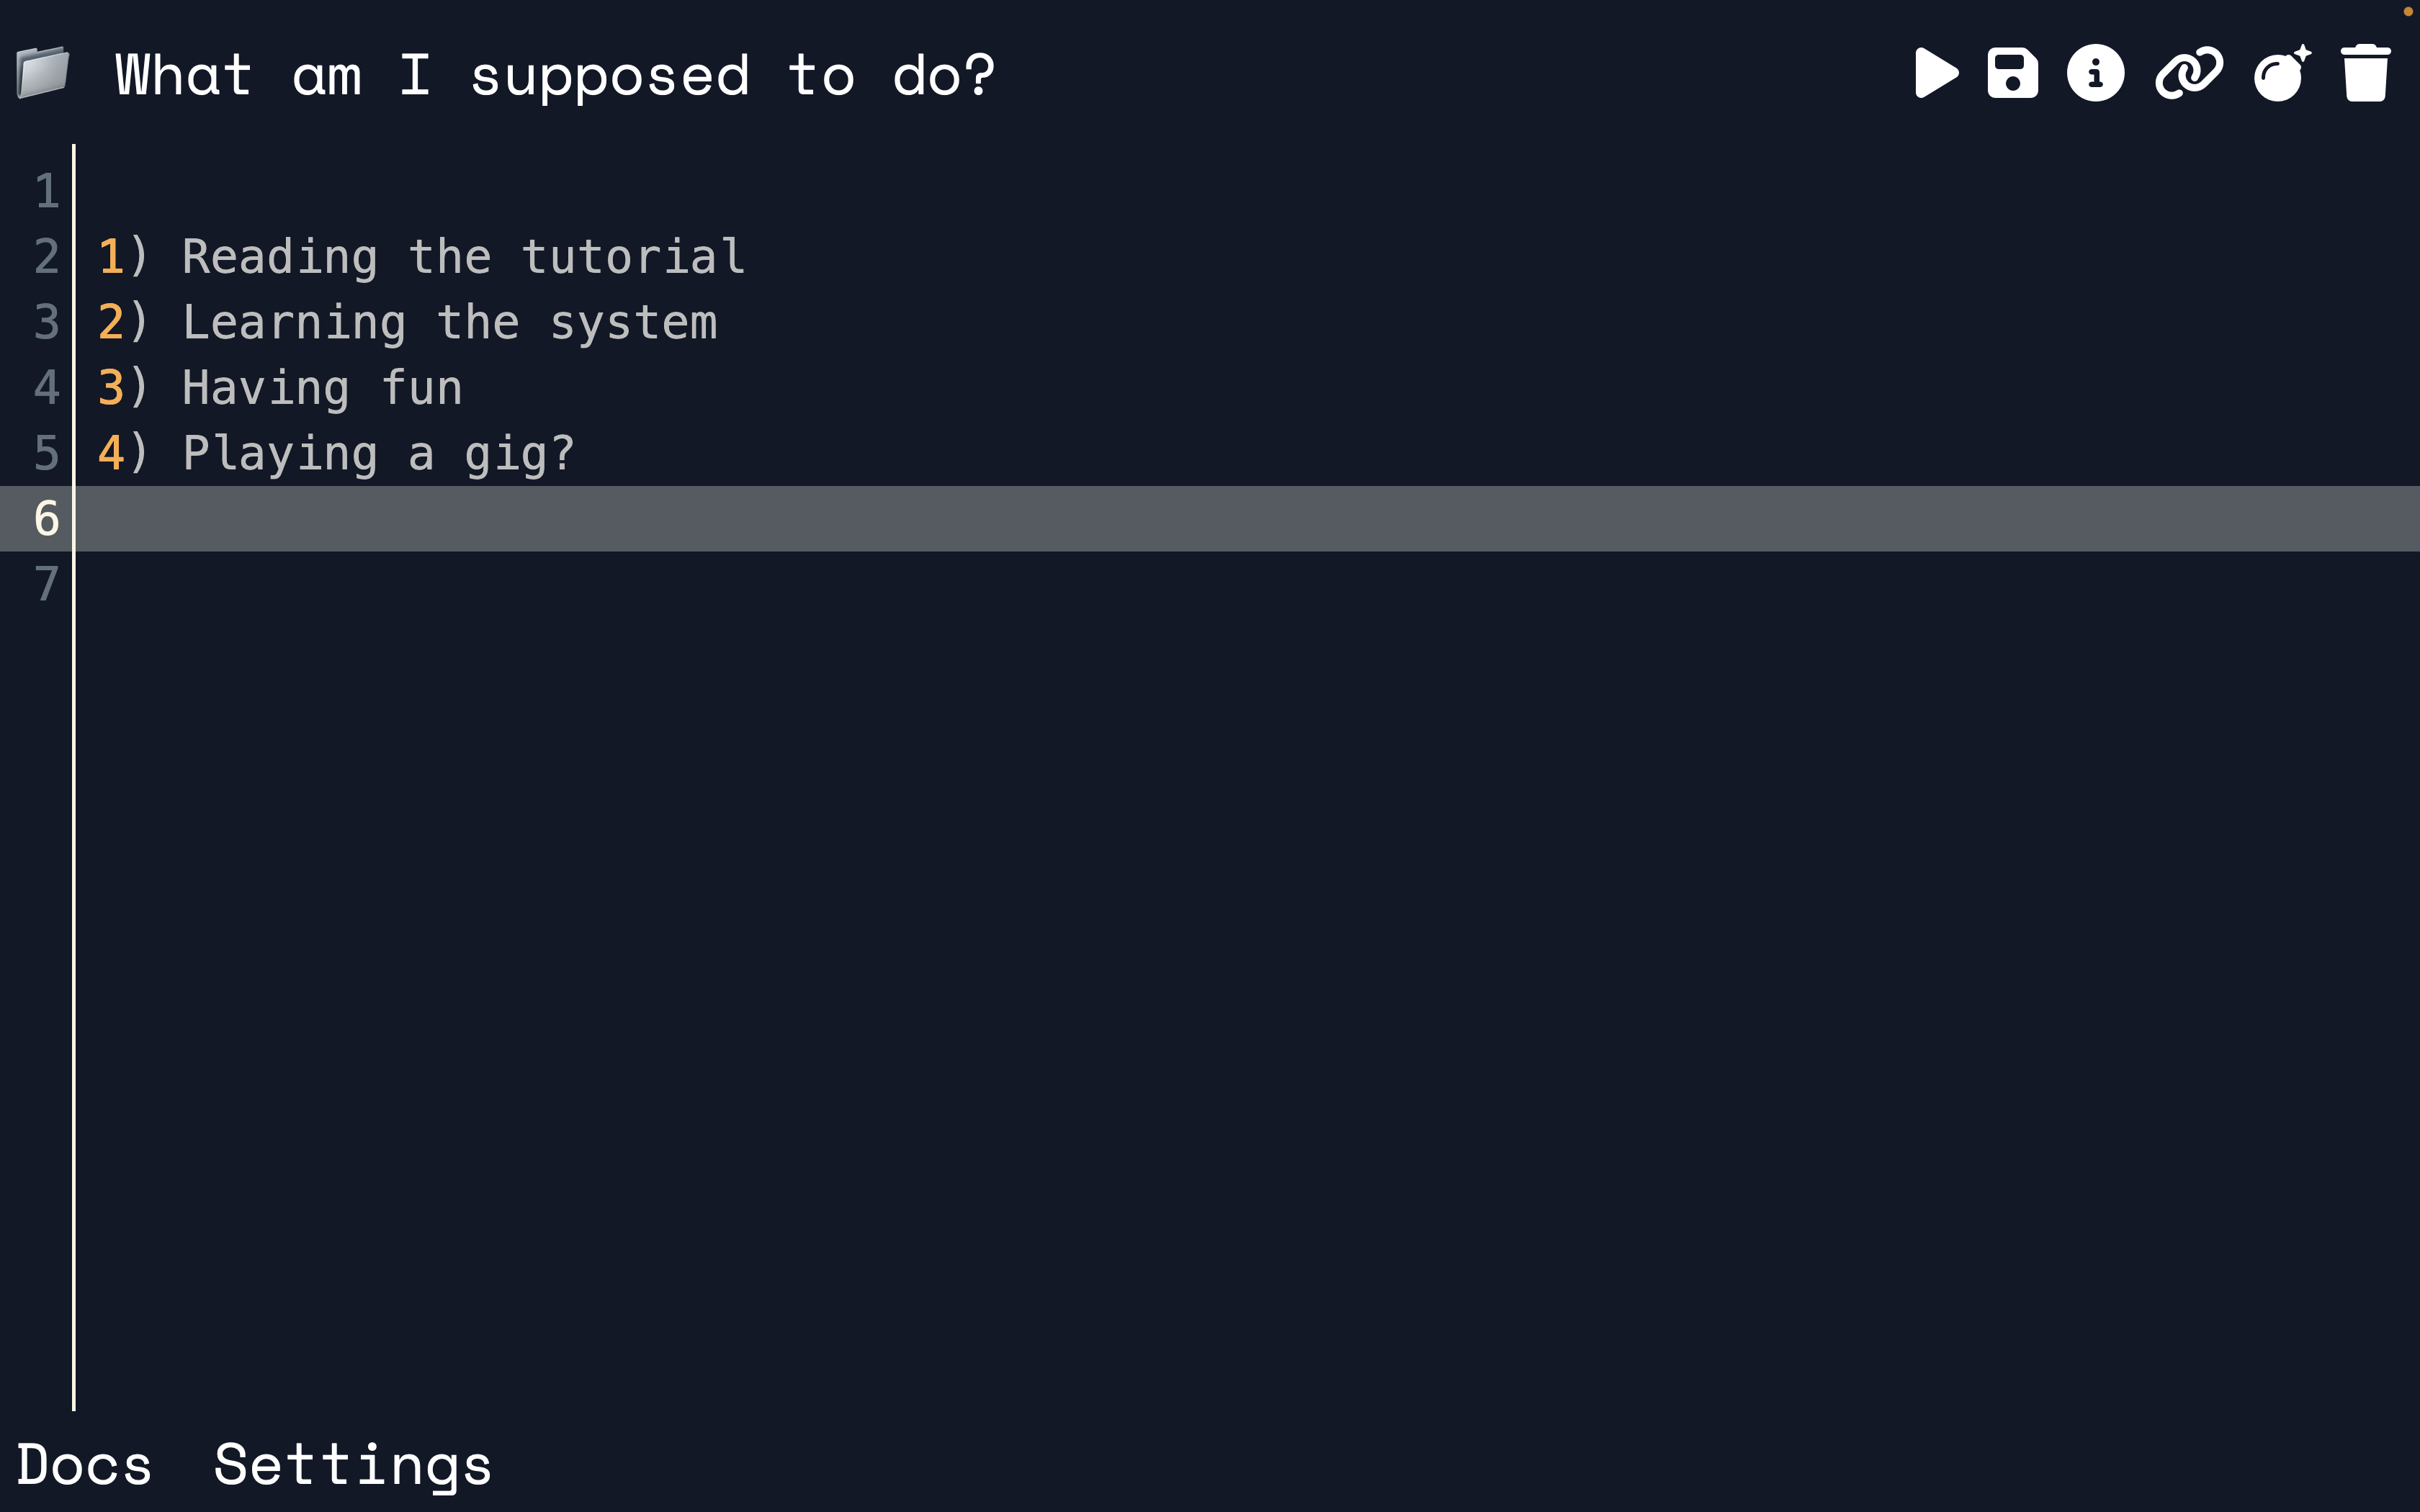 What am I supposed to do?
1
2 1) Reading the tutorial
3 2) Learning the system
4 3) Having fun
5 4) Playing a gig?
6
7
Docs Settings